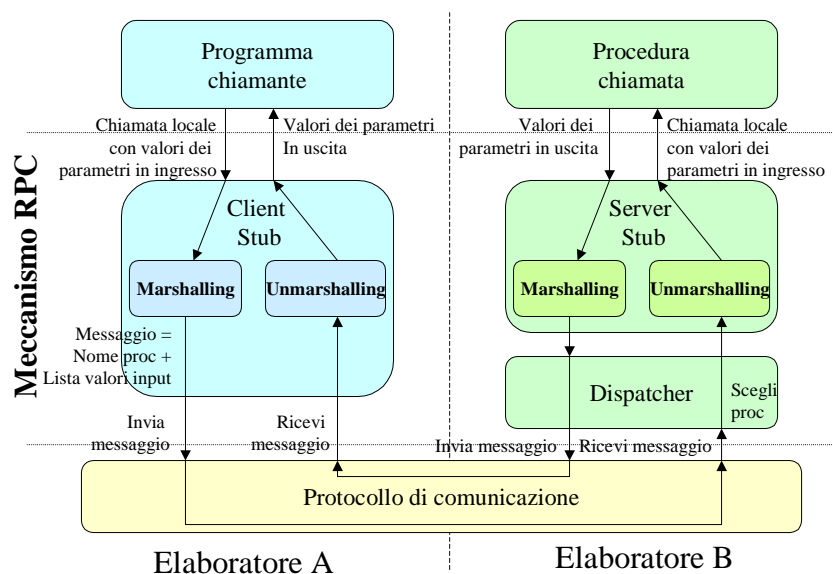 Programma
chiamante
Procedura
chiamata
Chiamata locale
con valori dei
parametri in ingresso
Valori dei parametri
In uscita
Valori dei
parametri in uscita
Chiamata locale
con valori dei
parametri in ingresso
Meccanismo RPC
Client
Stub
Server
Stub
Marshalling
Unmarshalling
Marshalling
Unmarshalling
Messaggio =
Nome proc +
Lista valori input
Dispatcher
Scegli
proc
Invia
messaggio
Ricevi
messaggio
Invia messaggio
Ricevi messaggio
Protocollo di comunicazione
Elaboratore A
Elaboratore B